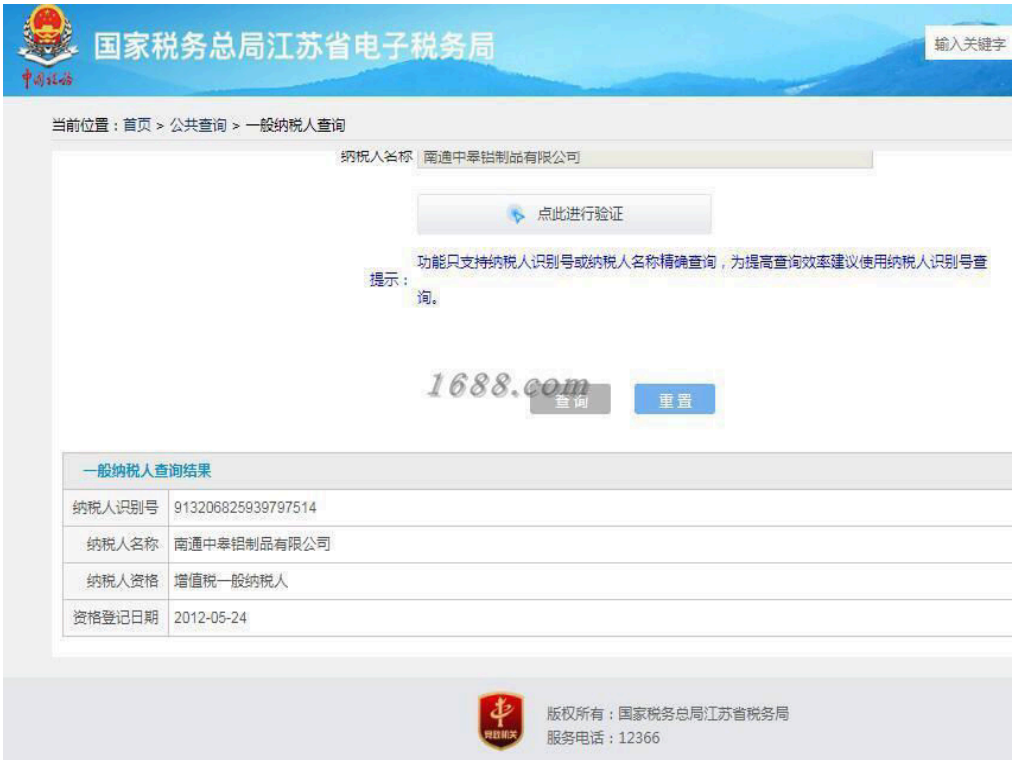 国家税务总局江苏省电子税务局
输入关键字
中国税务
当前位置：首页 > 公共查询 > 一般纳税人查询
纳税人名称 南通中皋铝制品有限公司
点此进行验证
功能只支持纳税人识别号或纳税人名称精确查询，为提高查询效率建议使用纳税人识别号查
提示：
询。
1688.com
查询 重置
一般纳税人查询结果
纳税人识别号 913206825939797514
纳税人名称 南通中皋铝制品有限公司
纳税人资格 增值税一般纳税人
资格登记日期 2012-05-24
党政机关
版权所有：国家税务总局江苏省税务局
服务电话：12366